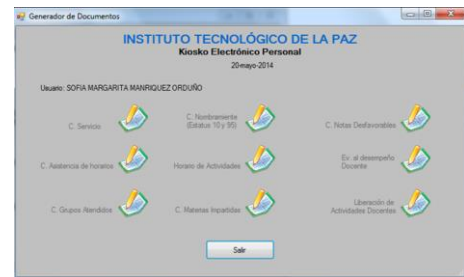 Generador de Documentos
INSTITUTO TECNOLÓGICO DE LA PAZ
Kiosko Electrónico Personal
20-mayo-2014
Usuario: SOFIA MARGARITA MANRIQUEZ ORDUÑO
C. Servicio
C. Nombramiento
(Estatus 10 y 95)
C. Notas Desfavorables
C. Asistencia de horarios
Horario de Actividades
Ev. al desempeño
Docente
C. Grupos Atendidos
C. Materias Impartidas
Liberación de
Actividades Docentes
Salir